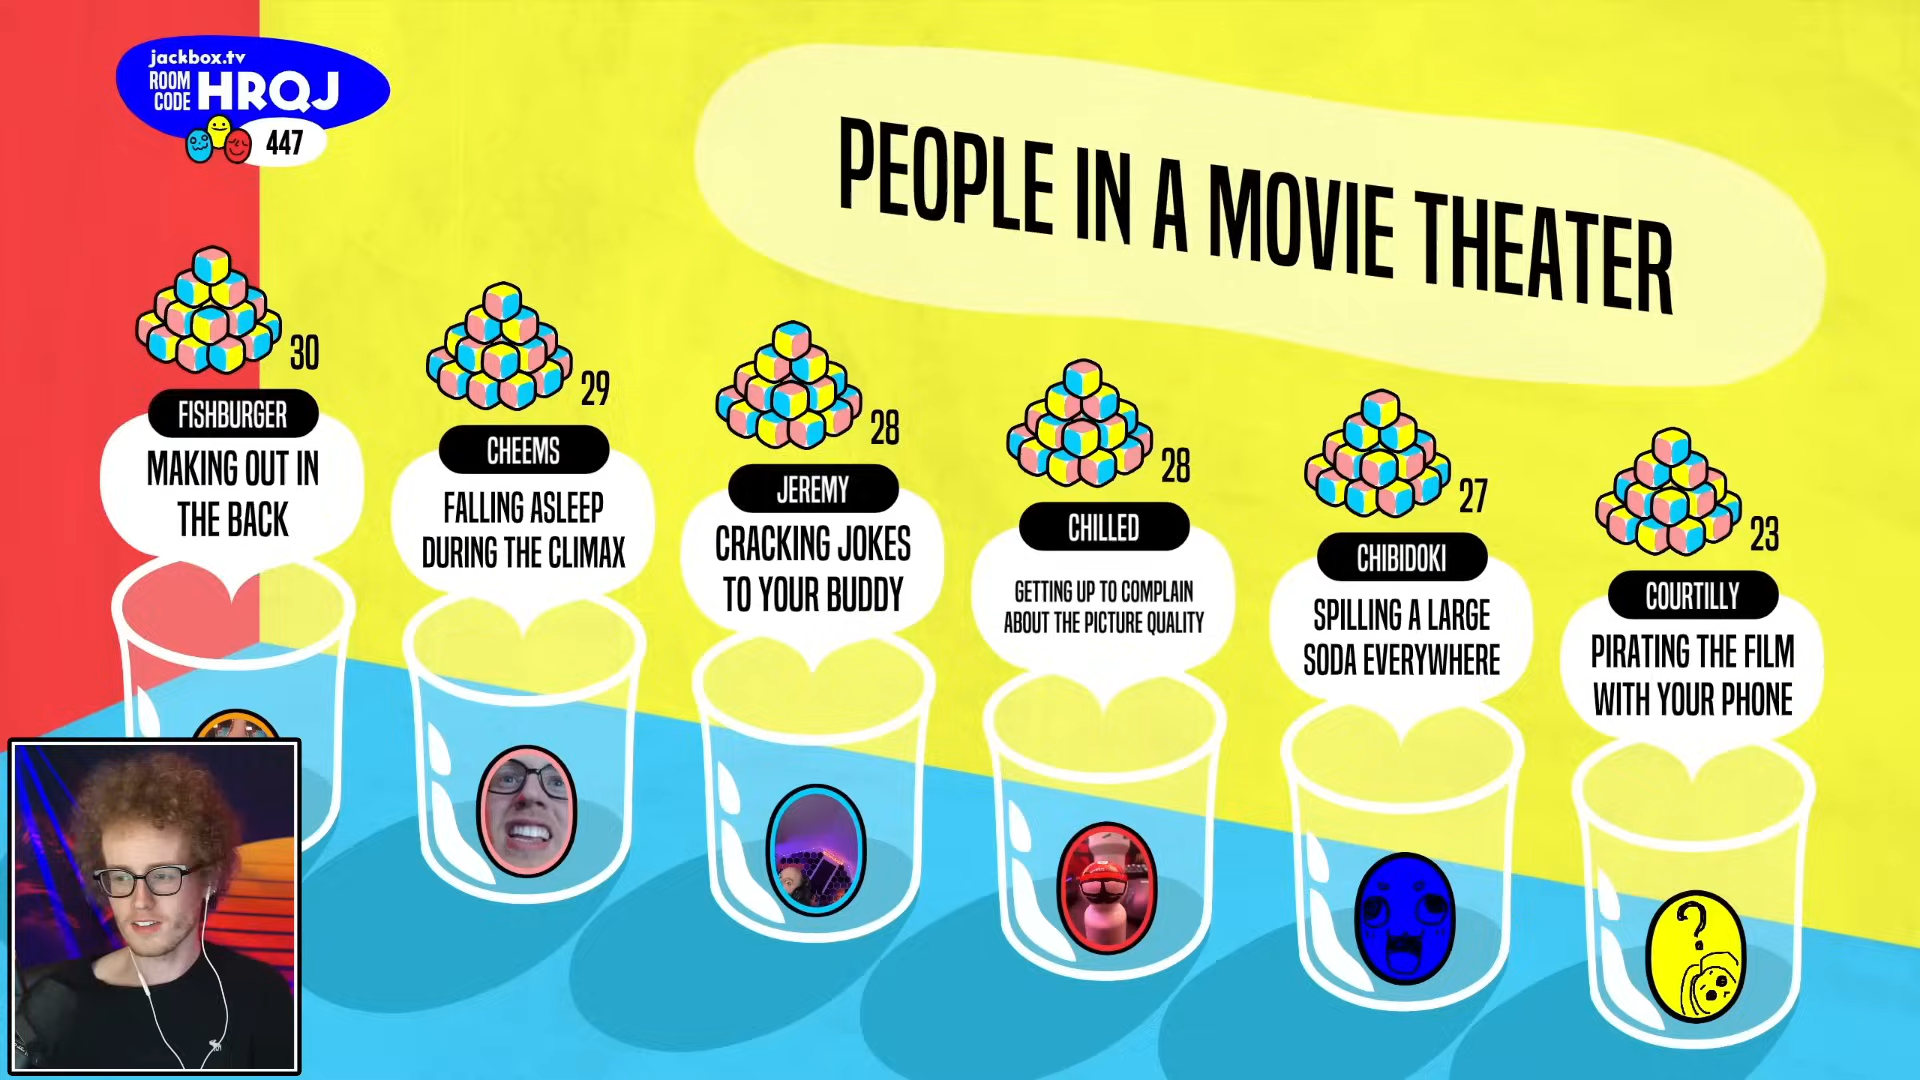 jackbox.tv
ROOM CODE HRQJ
447
PEOPLE IN A MOVIE THEATER
30
FISHBURGER
MAKING OUT IN
THE BACK
29
CHEEMS
FALLING ASLEEP
DURING THE CLIMAX
28
JEREMY
CRACKING JOKES
TO YOUR BUDDY
28
CHILLED
GETTING UP TO COMPLAIN
ABOUT THE PICTURE QUALITY
27
CHIBIDOKI
SPILLING A LARGE
SODA EVERYWHERE
23
COURTILLY
PIRATING THE FILM
WITH YOUR PHONE
?